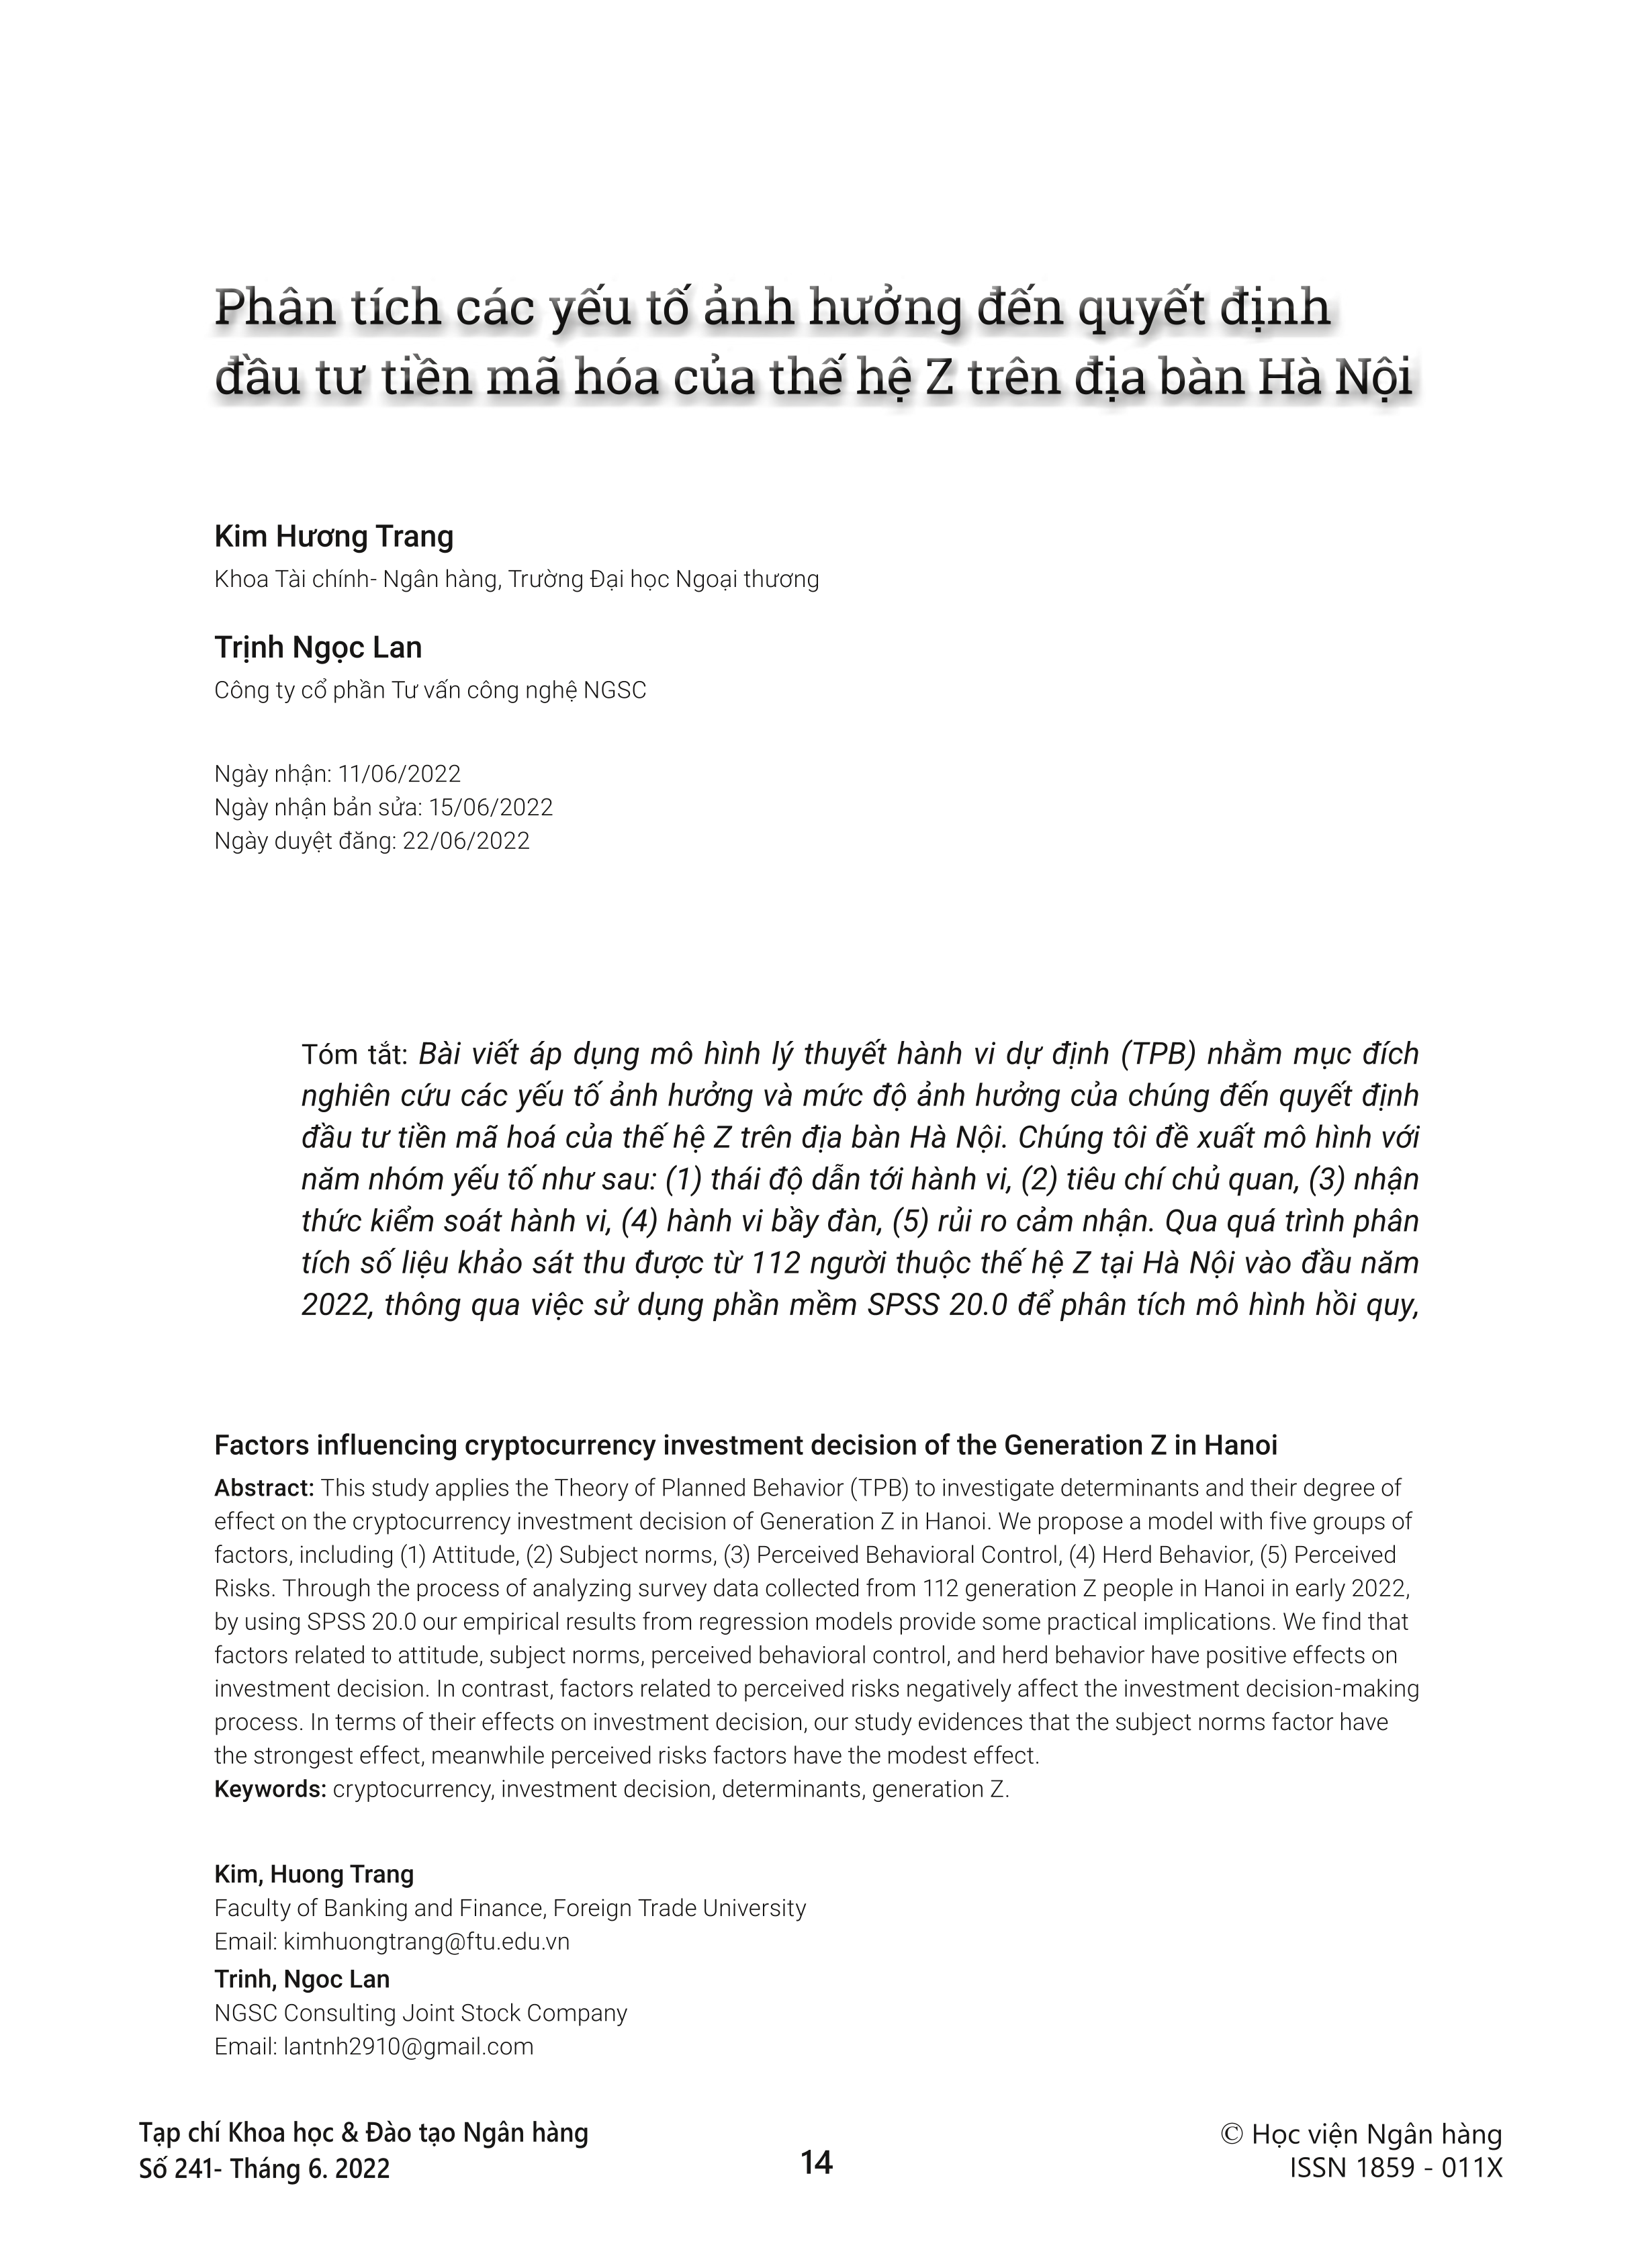 Phân tích các yếu tố ảnh hưởng đến quyết định
đầu tư tiền mã hóa của thế hệ Z trên địa bàn Hà Nội
Kim Hương Trang
Khoa Tài chính- Ngân hàng, Trường Đại học Ngoại thương
Trịnh Ngọc Lan
Công ty cổ phần Tư vấn công nghệ NGSC
Ngày nhận: 11/06/2022
Ngày nhận bản sửa: 15/06/2022
Ngày duyệt đăng: 22/06/2022
Tóm tắt: Bài viết áp dụng mô hình lý thuyết hành vi dự định (TPB) nhằm mục đích
nghiên cứu các yếu tố ảnh hưởng và mức độ ảnh hưởng của chúng đến quyết định
đầu tư tiền mã hoá của thế hệ Z trên địa bàn Hà Nội. Chúng tôi đề xuất mô hình với
năm nhóm yếu tố như sau: (1) thái độ dẫn tới hành vi, (2) tiêu chí chủ quan, (3) nhận
thức kiểm soát hành vi, (4) hành vi bầy đàn, (5) rủi ro cảm nhận. Qua quá trình phân
tích số liệu khảo sát thu được từ 112 người thuộc thế hệ Z tại Hà Nội vào đầu năm
2022, thông qua việc sử dụng phần mềm SPSS 20.0 để phân tích mô hình hồi quy,
Factors influencing cryptocurrency investment decision of the Generation Z in Hanoi
Abstract: This study applies the Theory of Planned Behavior (TPB) to investigate determinants and their degree of
effect on the cryptocurrency investment decision of Generation Z in Hanoi. We propose a model with five groups of
factors, including (1) Attitude, (2) Subject norms, (3) Perceived Behavioral Control, (4) Herd Behavior, (5) Perceived
Risks. Through the process of analyzing survey data collected from 112 generation Z people in Hanoi in early 2022,
by using SPSS 20.0 our empirical results from regression models provide some practical implications. We find that
factors related to attitude, subject norms, perceived behavioral control, and herd behavior have positive effects on
investment decision. In contrast, factors related to perceived risks negatively affect the investment decision-making
process. In terms of their effects on investment decision, our study evidences that the subject norms factor have
the strongest effect, meanwhile perceived risks factors have the modest effect.
Keywords: cryptocurrency, investment decision, determinants, generation Z.
Kim, Huong Trang
Faculty of Banking and Finance, Foreign Trade University
Email: kimhuongtrang@ftu.edu.vn
Trinh, Ngoc Lan
NGSC Consulting Joint Stock Company
Email: lantnh2910@gmail.com
Tạp chí Khoa học & Đào tạo Ngân hàng
Số 241- Tháng 6. 2022
14
© Học viện Ngân hàng
ISSN 1859 - 011X